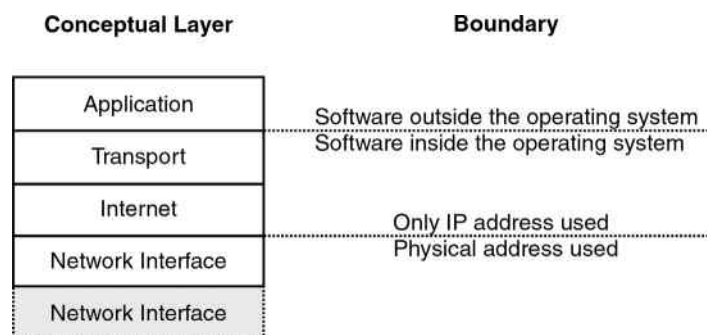 Conceptual Layer
Boundary
Application
Software outside the operating system
Software inside the operating system
Transport
Internet
Only IP address used
Physical address used
Network Interface
Network Interface